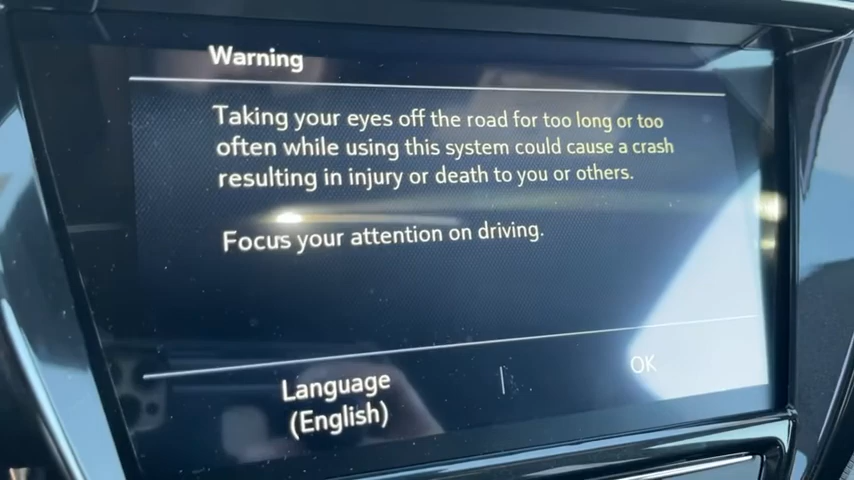 Warning
Taking your eyes off the road for too long or too
often while using this system could cause a crash
resulting in injury or death to you or others.
Focus your attention on driving.
Language
(English)
OK